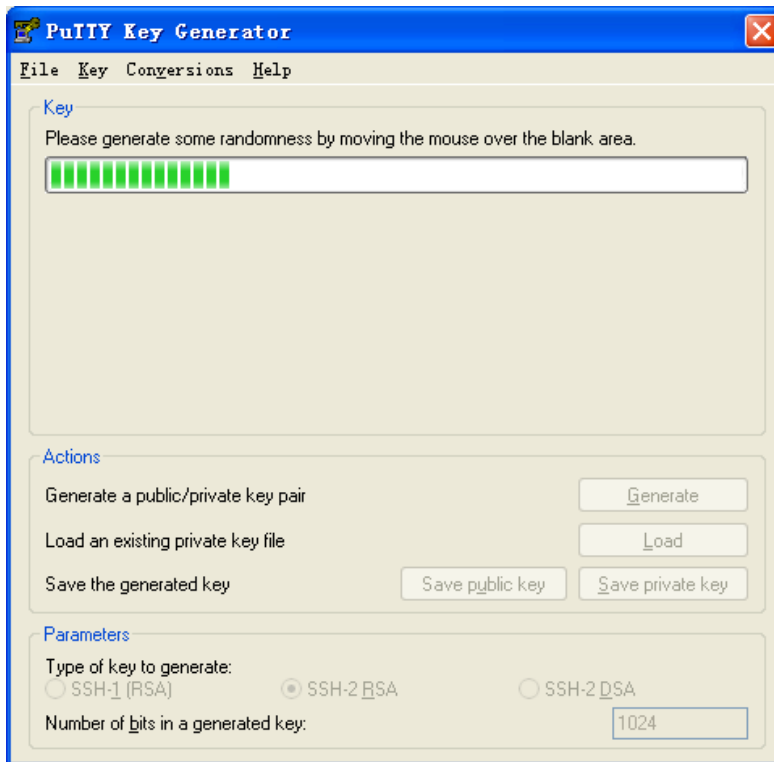 PuTTY Key Generator
File Key Conversions Help
Key
Please generate some randomness by moving the mouse over the blank area.
Actions
Generate a public/private key pair
Generate
Load an existing private key file
Load
Save the generated key
Save public key
Save private key
Parameters
Type of key to generate:
SSH-1 (RSA) SSH-2 RSA SSH-2 DSA
Number of bits in a generated key:
1024